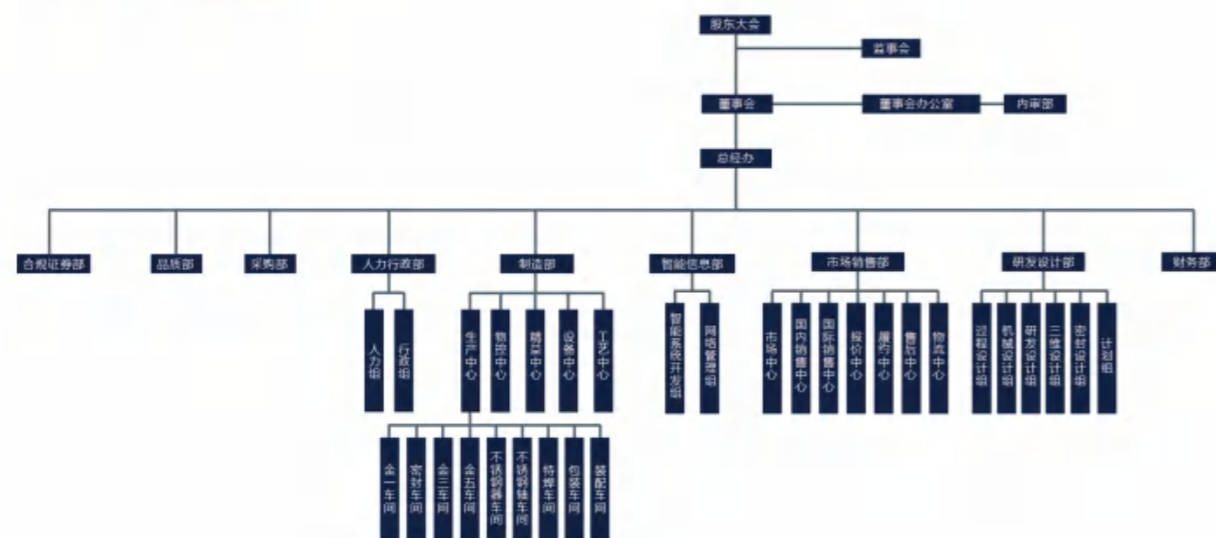 股东大会
监事会
董事会
董事会办公室
内审部
总经办
合规证券部
品质部
采购部
人力行政部
制造部
智能信息部
市场销售部
研发设计部
财务部
人力组
行政组
生产中心
物控中心
精益中心
设备中心
工艺中心
智能系统开发组
网络管理组
市场中心
国内销售中心
国际销售中心
报价中心
履约中心
售后中心
物流中心
过程设计组
机械设计组
研发设计组
三维设计组
密封设计组
计划组
金一车间
密封车间
金三车间
金五车间
不锈钢器车间
不锈钢轴车间
特焊车间
包装车间
装配车间